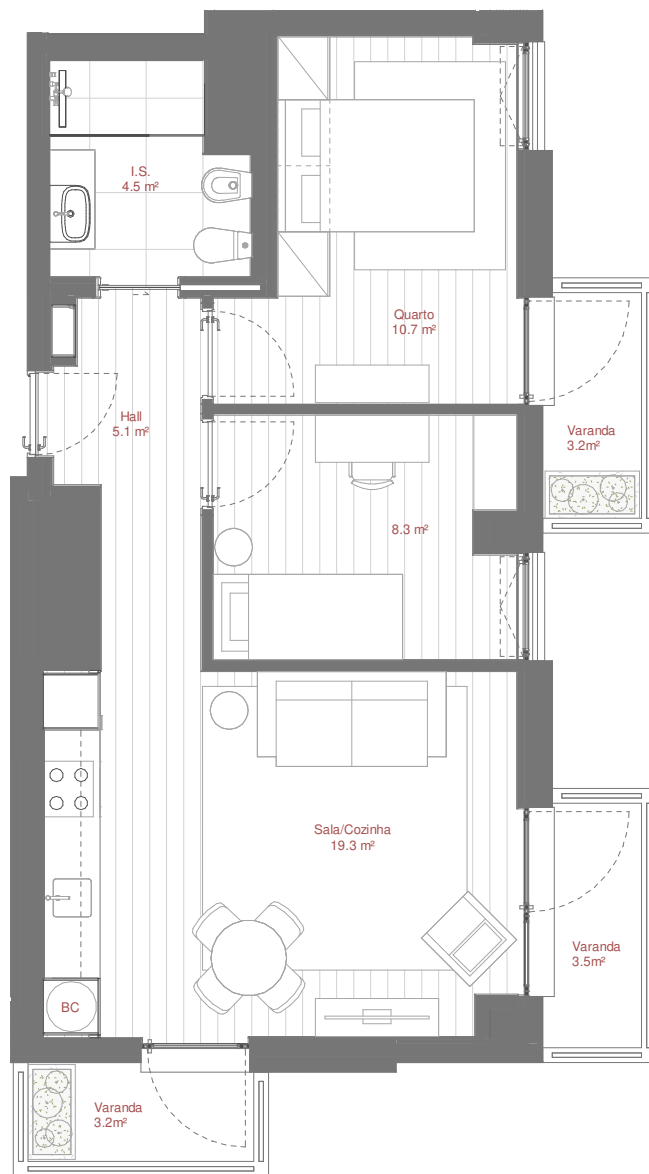 I.S.
4.5 m²
Quarto
10.7 m²
Hall
5.1 m²
Varanda
3.2m²
8.3 m²
Sala/Cozinha
19.3 m²
Varanda
3.5m²
BC
Varanda
3.2m²